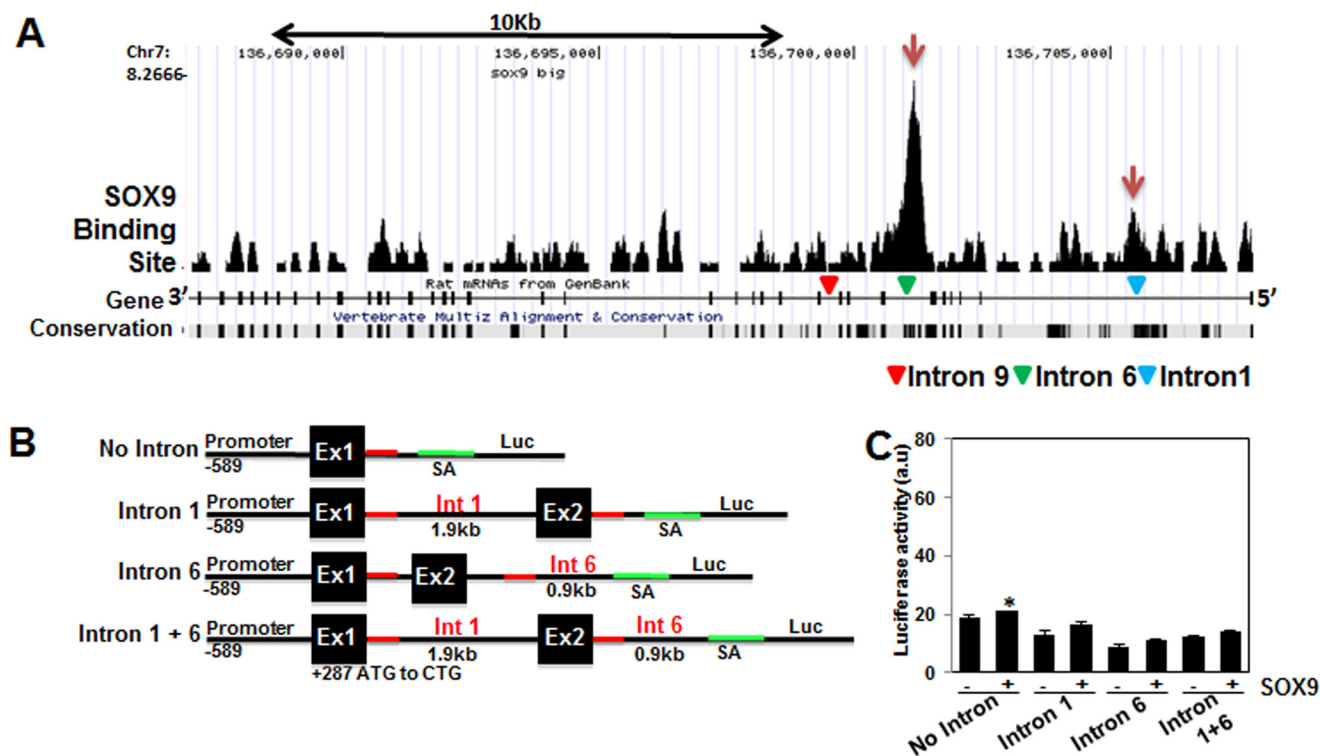 A
10Kb
Chr7: 136,690,000| 136,695,000| 136,700,000| 136,705,000|
8.2666- sox9 big
SOX9
Binding
Site
Rat mRNAs from GenBank
Gene 3' 5'
Vertebrate Multiz Alignment & Conservation
Conservation
Intron 9 Intron 6 Intron1
B
No Intron Promoter Ex1 Luc
-589 SA
Intron 1 Promoter Ex1 Int 1 Ex2 Luc
-589 1.9kb SA
Intron 6 Promoter Ex1 Ex2 Int 6 Luc
-589 0.9kb SA
Intron 1 + 6 Promoter Ex1 Int 1 Ex2 Int 6 Luc
-589 1.9kb 0.9kb SA
+287 ATG to CTG
C
Luciferase activity (a.u)
80
60
40
20
0
*
- + - + - + - + SOX9
No Intron
Intron 1
Intron 6
Intron
1+6